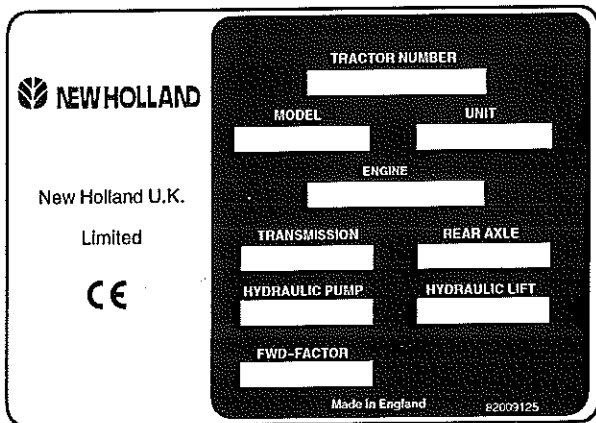 NEW HOLLAND
New Holland U.K.
Limited
CE
TRACTOR NUMBER
MODEL UNIT
ENGINE
TRANSMISSION REAR AXLE
HYDRAULIC PUMP HYDRAULIC LIFT
FWD-FACTOR
Made in England 82009125